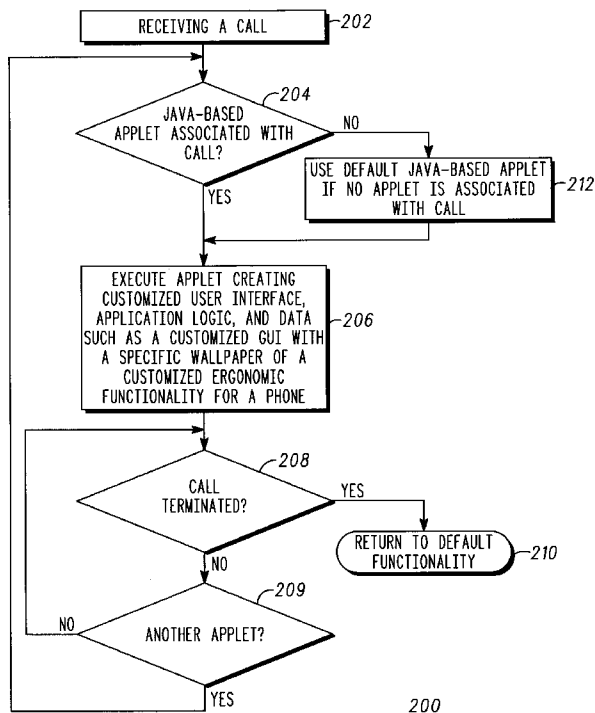 RECEIVING A CALL
202
204
JAVA-BASED
APPLET ASSOCIATED WITH
CALL?
NO
YES
USE DEFAULT JAVA-BASED APPLET
IF NO APPLET IS ASSOCIATED
WITH CALL
212
EXECUTE APPLET CREATING
CUSTOMIZED USER INTERFACE,
APPLICATION LOGIC, AND DATA
SUCH AS A CUSTOMIZED GUI WITH
A SPECIFIC WALLPAPER OF A
CUSTOMIZED ERGONOMIC
FUNCTIONALITY FOR A PHONE
206
208
CALL
TERMINATED?
YES
NO
RETURN TO DEFAULT
FUNCTIONALITY
210
209
ANOTHER APPLET?
NO
YES
200